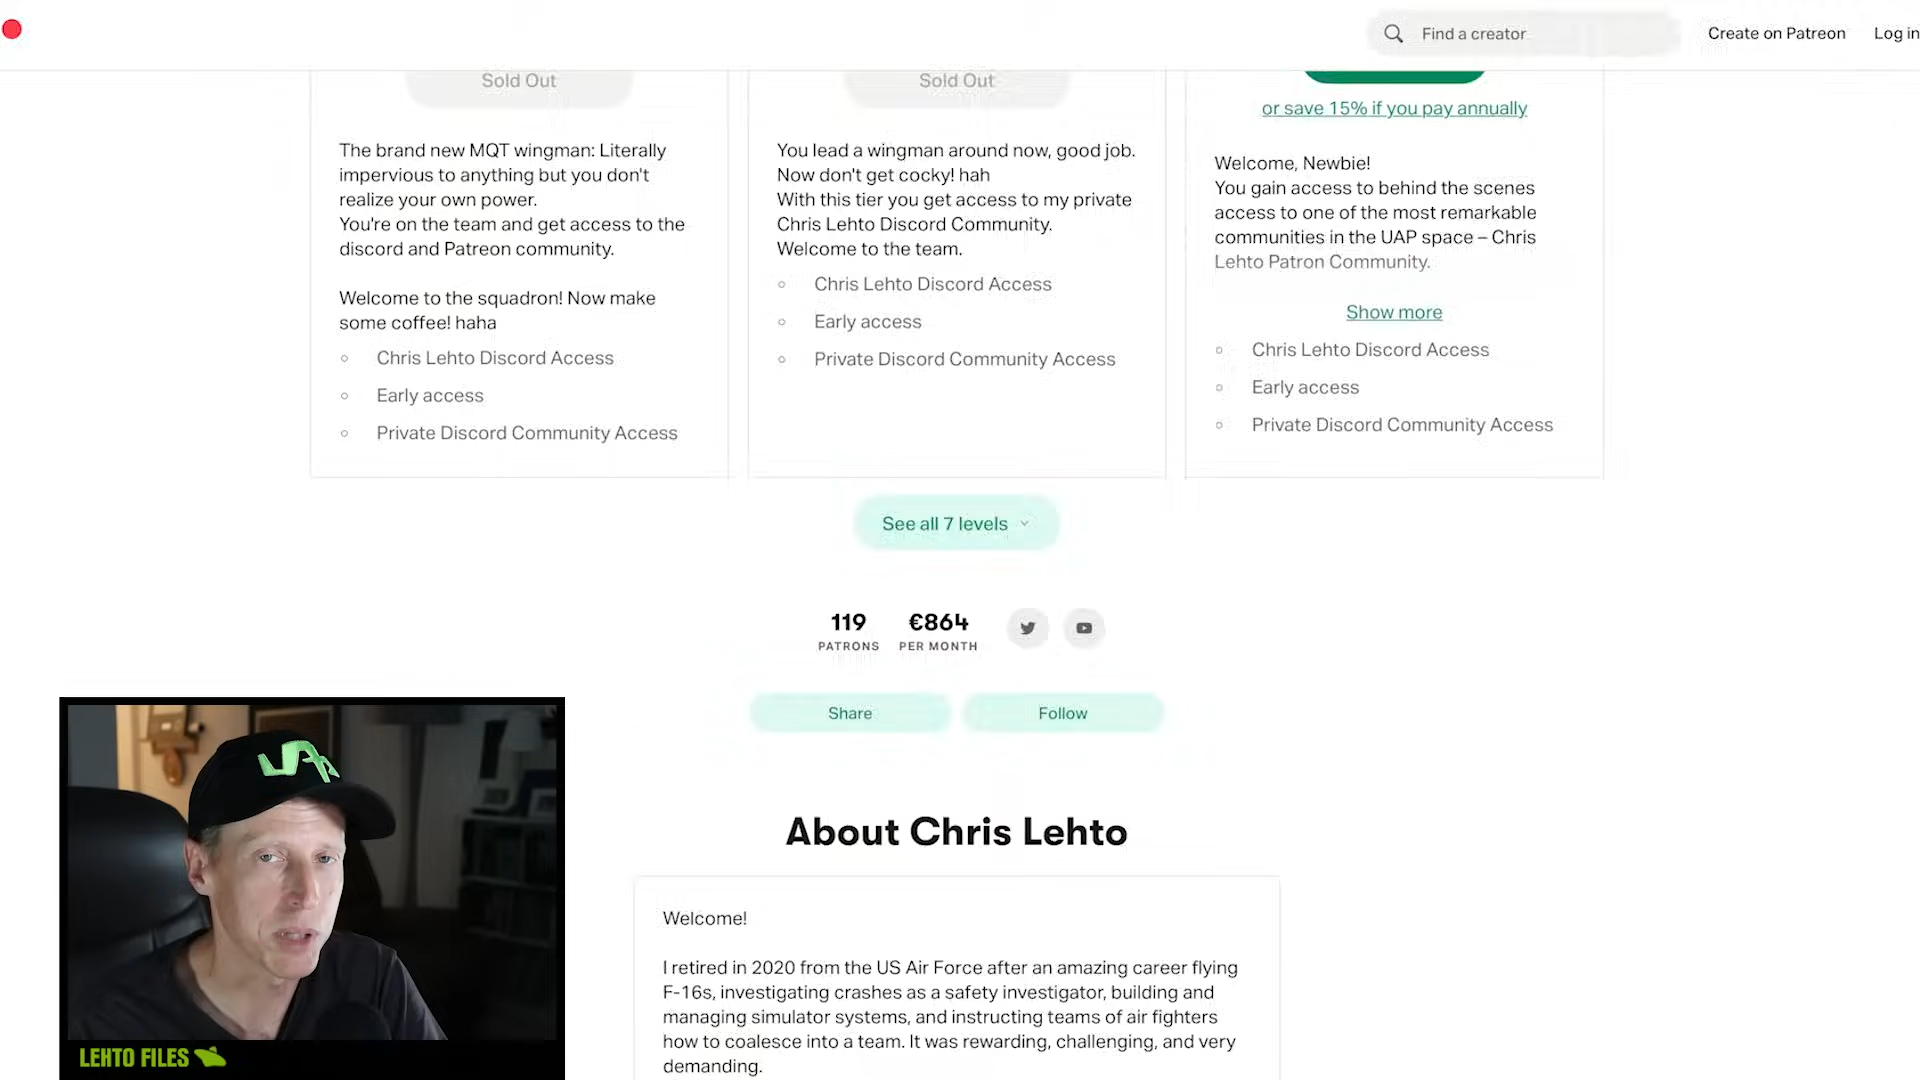 Find a creator
Create on Patreon
Log in
Sold Out
The brand new MQT wingman: Literally
impervious to anything but you don't
realize your own power.
You're on the team and get access to the
discord and Patreon community.
Welcome to the squadron! Now make
some coffee! haha
Chris Lehto Discord Access
Early access
Private Discord Community Access
Sold Out
You lead a wingman around now, good job.
Now don't get cocky! hah
With this tier you get access to my private
Chris Lehto Discord Community.
Welcome to the team.
Chris Lehto Discord Access
Early access
Private Discord Community Access
or save 15% if you pay annually
Welcome, Newbie!
You gain access to behind the scenes
access to one of the most remarkable
communities in the UAP space – Chris
Lehto Patron Community.
Show more
Chris Lehto Discord Access
Early access
Private Discord Community Access
See all 7 levels
119
PATRONS
€864
PER MONTH
Share
Follow
About Chris Lehto
Welcome!
I retired in 2020 from the US Air Force after an amazing career flying
F-16s, investigating crashes as a safety investigator, building and
managing simulator systems, and instructing teams of air fighters
how to coalesce into a team. It was rewarding, challenging, and very
demanding.
UAP
LEHTO FILES